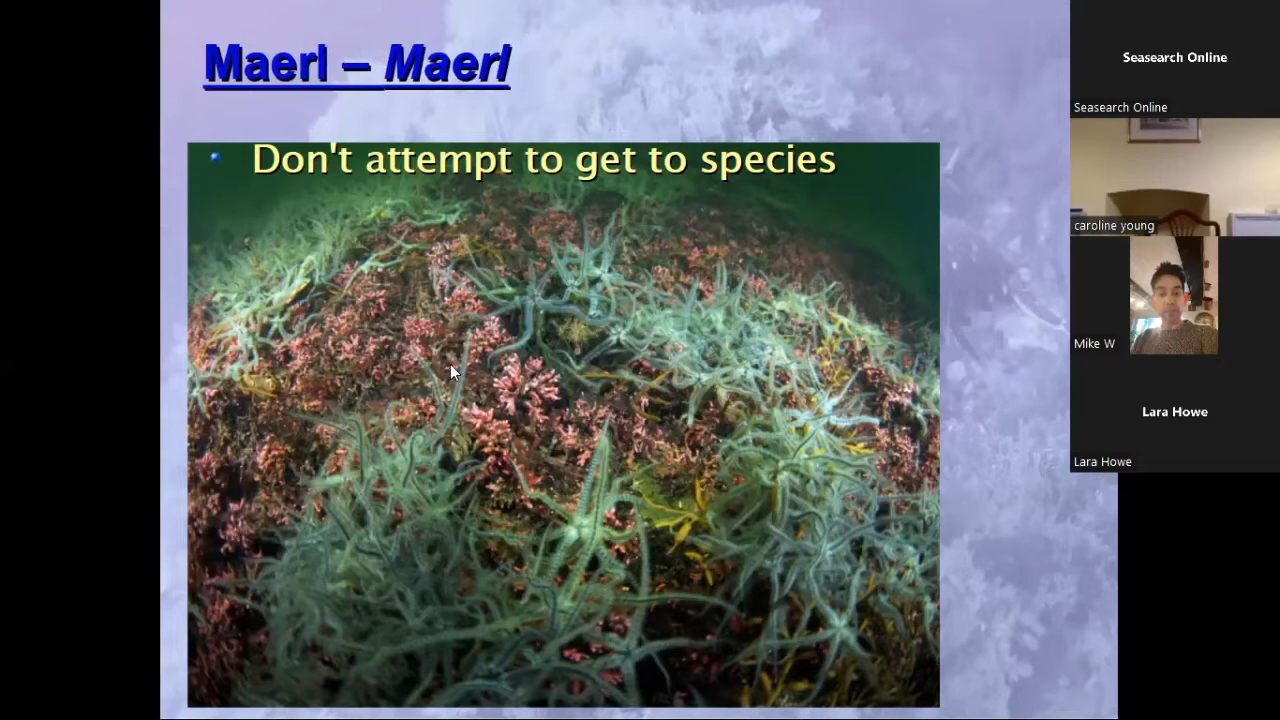 Maerl – Maerl
Don't attempt to get to species
Seasearch Online
Seasearch Online
caroline young
Mike W
Lara Howe
Lara Howe